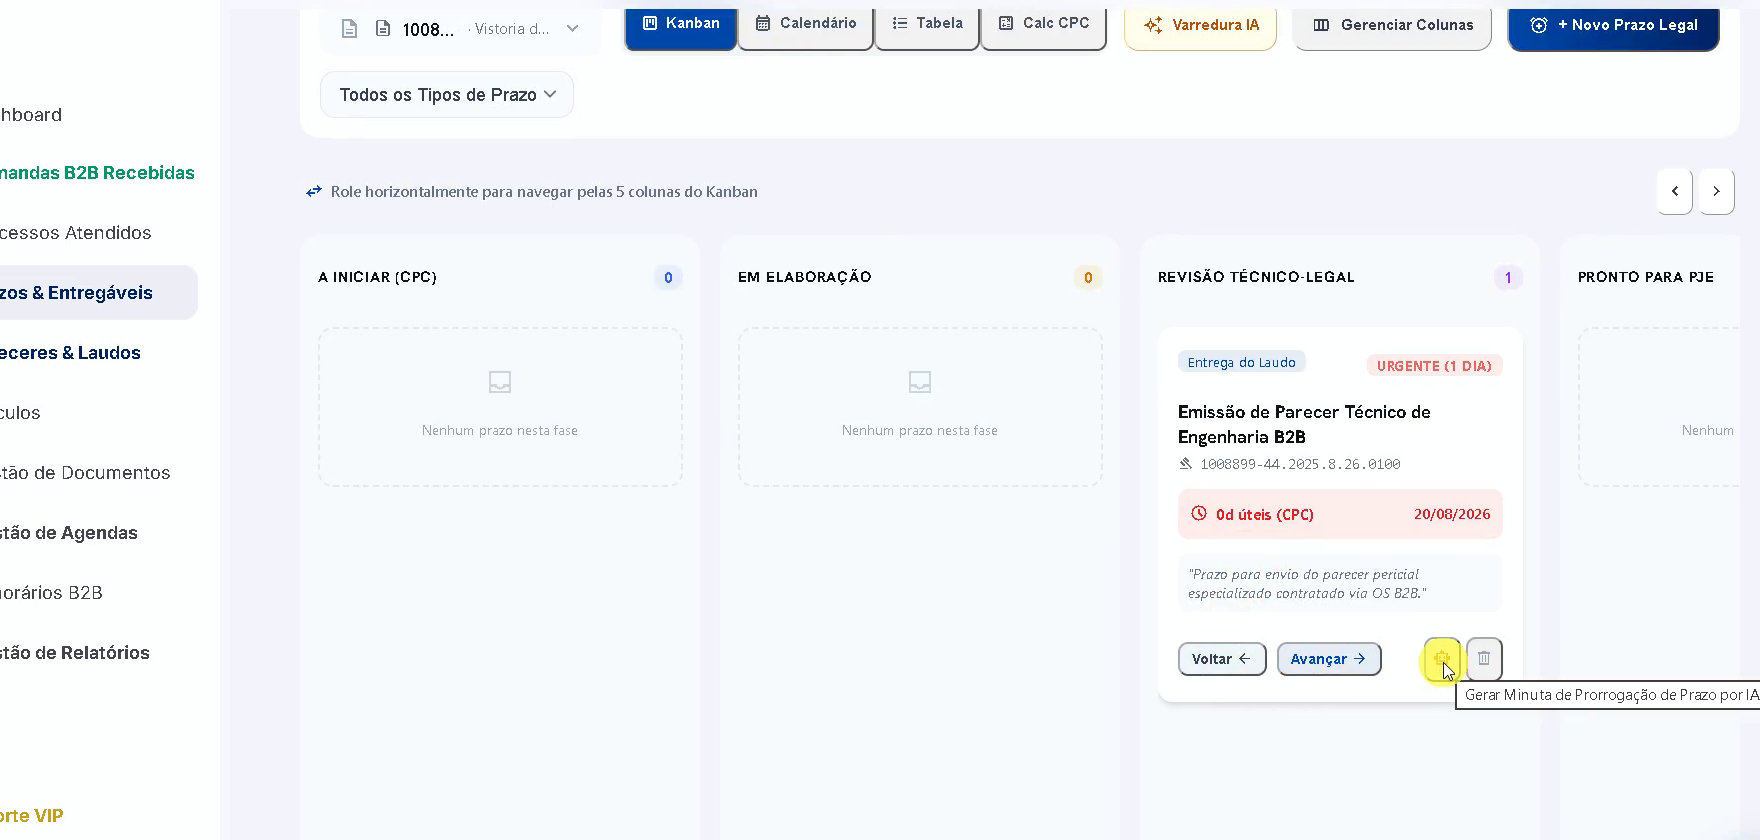 1008... · Vistoria d...
Kanban
Calendário
Tabela
Calc CPC
Varredura IA
Gerenciar Colunas
+ Novo Prazo Legal
Todos os Tipos de Prazo
hboard
mandas B2B Recebidas
cessos Atendidos
zos & Entregáveis
eceres & Laudos
culos
stão de Documentos
stão de Agendas
norários B2B
stão de Relatórios
orte VIP
Role horizontalmente para navegar pelas 5 colunas do Kanban
A INICIAR (CPC) 0
Nenhum prazo nesta fase
EM ELABORAÇÃO 0
Nenhum prazo nesta fase
REVISÃO TÉCNICO-LEGAL 1
Entrega do Laudo
URGENTE (1 DIA)
Emissão de Parecer Técnico de
Engenharia B2B
1008899-44.2025.8.26.0100
0d úteis (CPC) 20/08/2026
"Prazo para envio do parecer pericial
especializado contratado via OS B2B."
Voltar ←
Avançar →
Gerar Minuta de Prorrogação de Prazo por IA
PRONTO PARA PJE
Nenhum